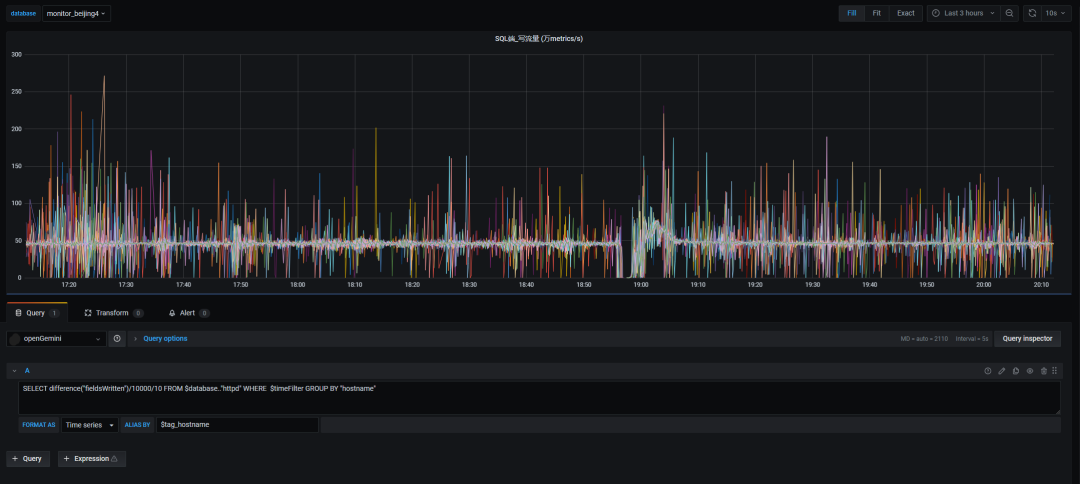 database monitor_beijing4 Fill Fit Exact Last 3 hours 10s
SQL端_写流量 (万metrics/s)
300
250
200
150
100
50
0
17:20 17:30 17:40 17:50 18:00 18:10 18:20 18:30 18:40 18:50 19:00 19:10 19:20 19:30 19:40 19:50 20:00 20:10
Query 1 Transform 0 Alert 0
openGemini Query options MD = auto = 2110 Interval = 5s Query inspector
A
SELECT difference("fieldsWritten")/10000/10 FROM $database.."httpd" WHERE $timeFilter GROUP BY "hostname"
FORMAT AS Time series ALIAS BY $tag_hostname
+ Query + Expression